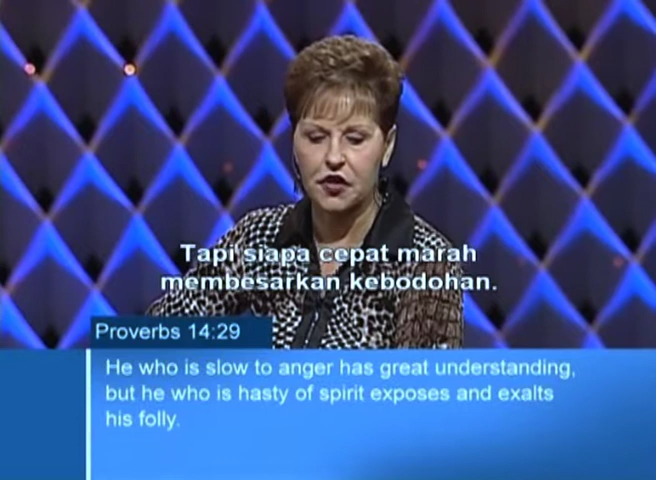 Tapi siapa cepat marah
membesarkan kebodohan.
Proverbs 14:29
He who is slow to anger has great understanding,
but he who is hasty of spirit exposes and exalts
his folly.